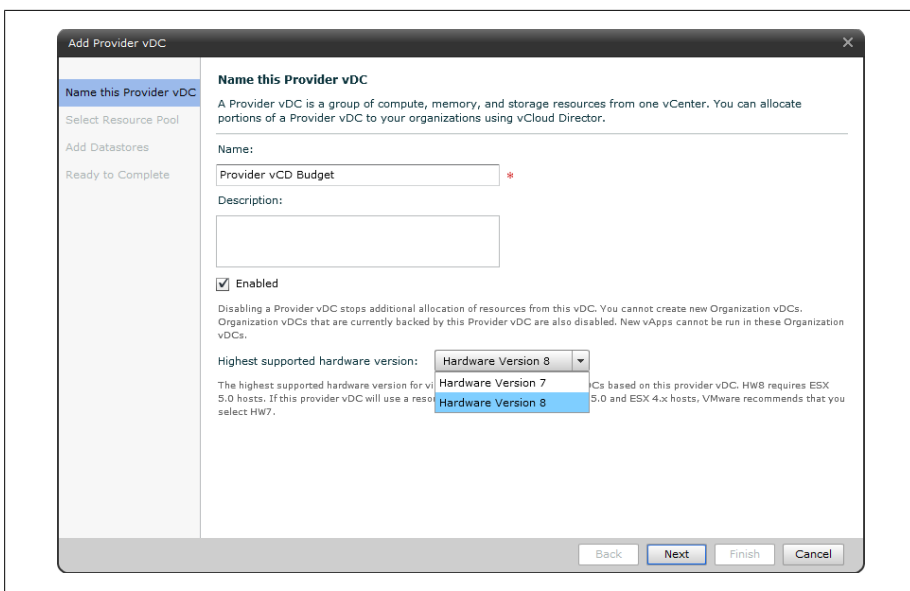 Add Provider vDC
Name this Provider vDC
Select Resource Pool
Add Datastores
Ready to Complete
Name this Provider vDC
A Provider vDC is a group of compute, memory, and storage resources from one vCenter. You can allocate
portions of a Provider vDC to your organizations using vCloud Director.
Name:
Provider vCD Budget *
Description:
Enabled
Disabling a Provider vDC stops additional allocation of resources from this vDC. You cannot create new Organization vDCs.
Organization vDCs that are currently backed by this Provider vDC are also disabled. New vApps cannot be run in these Organization
vDCs.
Highest supported hardware version: Hardware Version 8
Hardware Version 7
Hardware Version 8
The highest supported hardware version for DCs based on this provider vDC. HW8 requires ESX
5.0 hosts. If this provider vDC will use a 5.0 and ESX 4.x hosts, VMware recommends that you
select HW7.
Back Next Finish Cancel